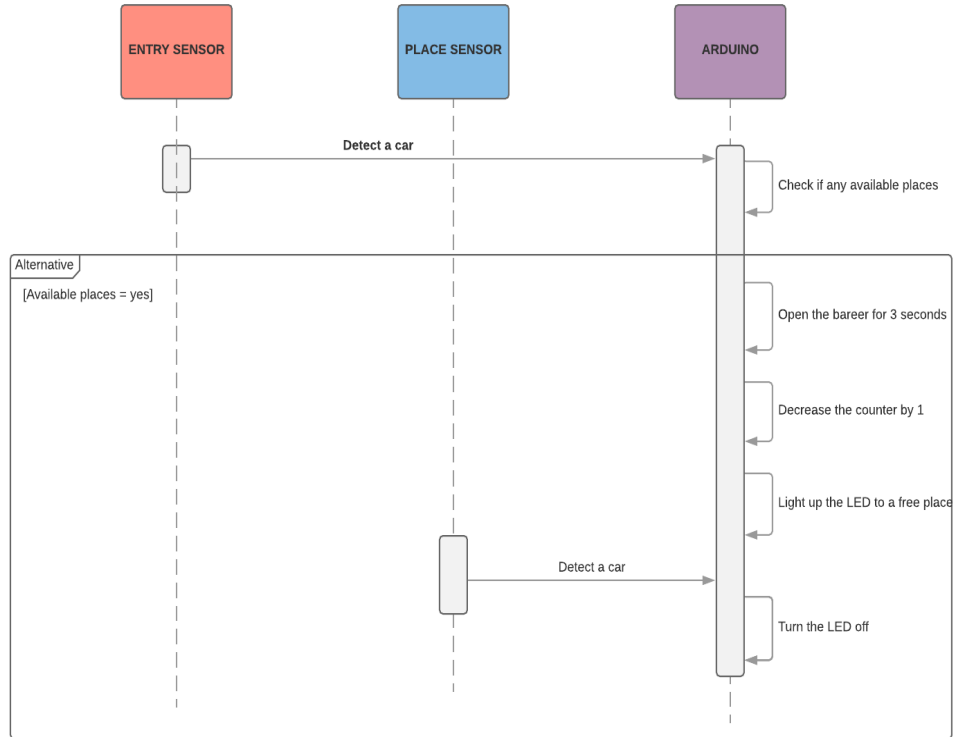 ENTRY SENSOR
PLACE SENSOR
ARDUINO
Detect a car
Check if any available places
Alternative
[Available places = yes]
Open the bareer for 3 seconds
Decrease the counter by 1
Light up the LED to a free place
Detect a car
Turn the LED off